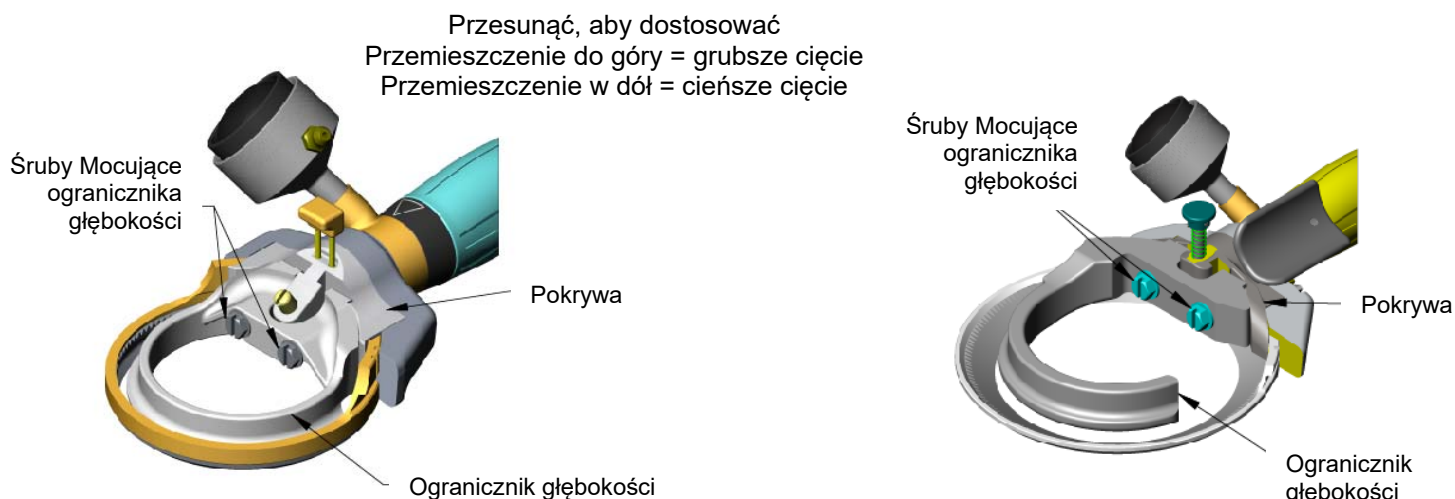 Przesunąć, aby dostosować
Przemieszczenie do góry = grubsze cięcie
Przemieszczenie w dół = cieńsze cięcie
Śruby Mocujące
ogranicznika
głębokości
Pokrywa
Ogranicznik głębokości
Śruby Mocujące
ogranicznika
głębokości
Pokrywa
Ogranicznik
głębokości